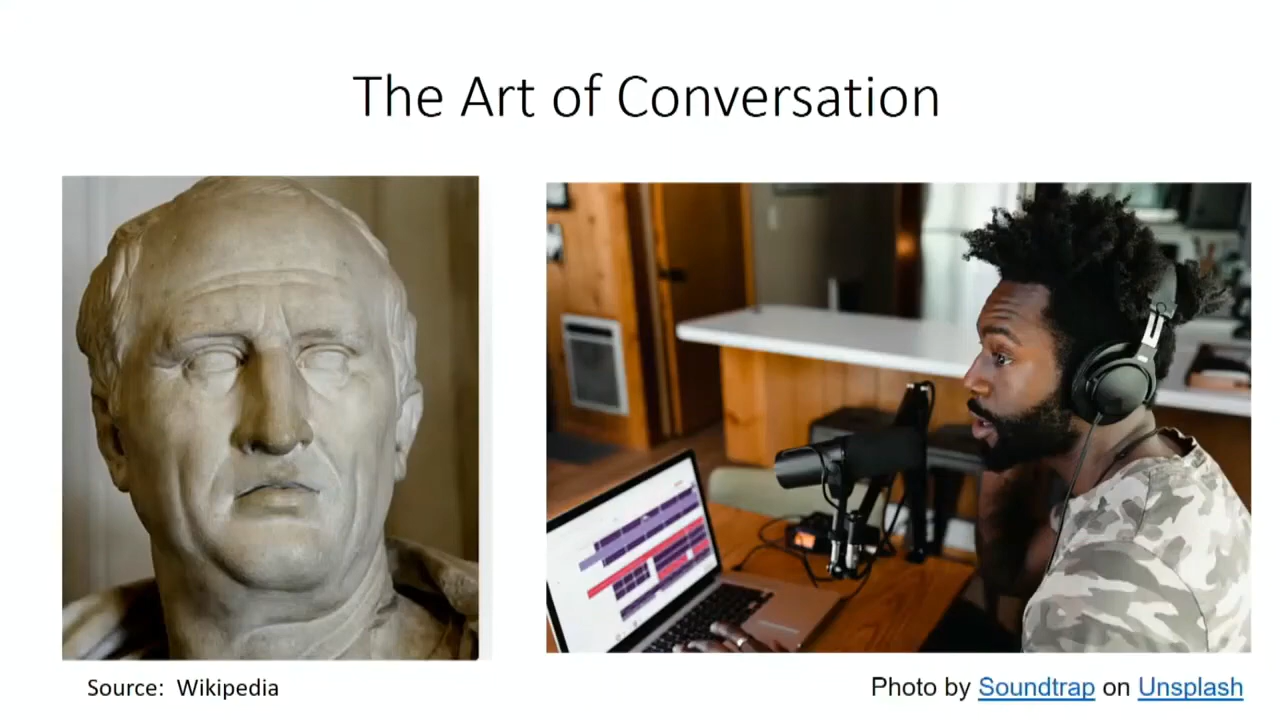 The Art of Conversation
Source: Wikipedia
Photo by Soundtrap on Unsplash